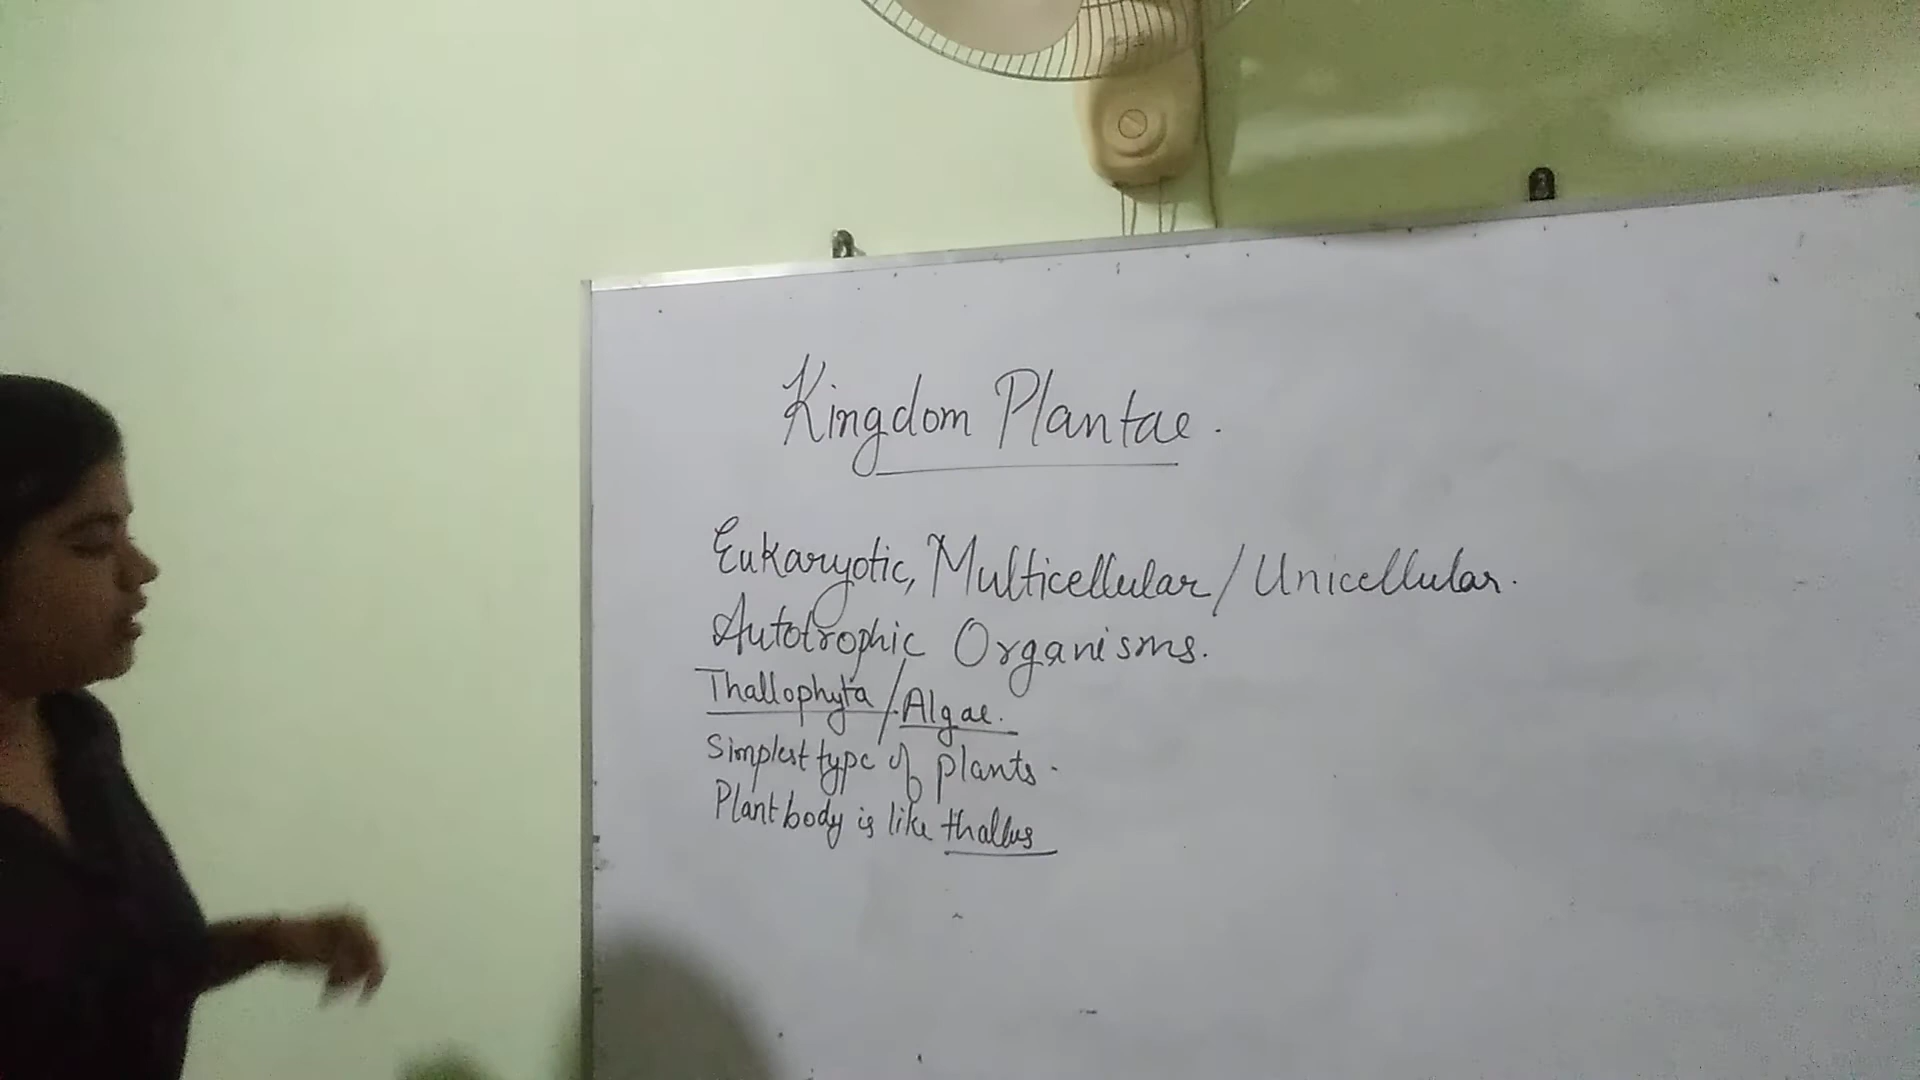 Kingdom Plantae.
Eukaryotic, Multicellular/Unicellular.
Autotrophic Organisms.
Thallophyta/Algae.
Simplest type of plants.
Plant body is like thallus